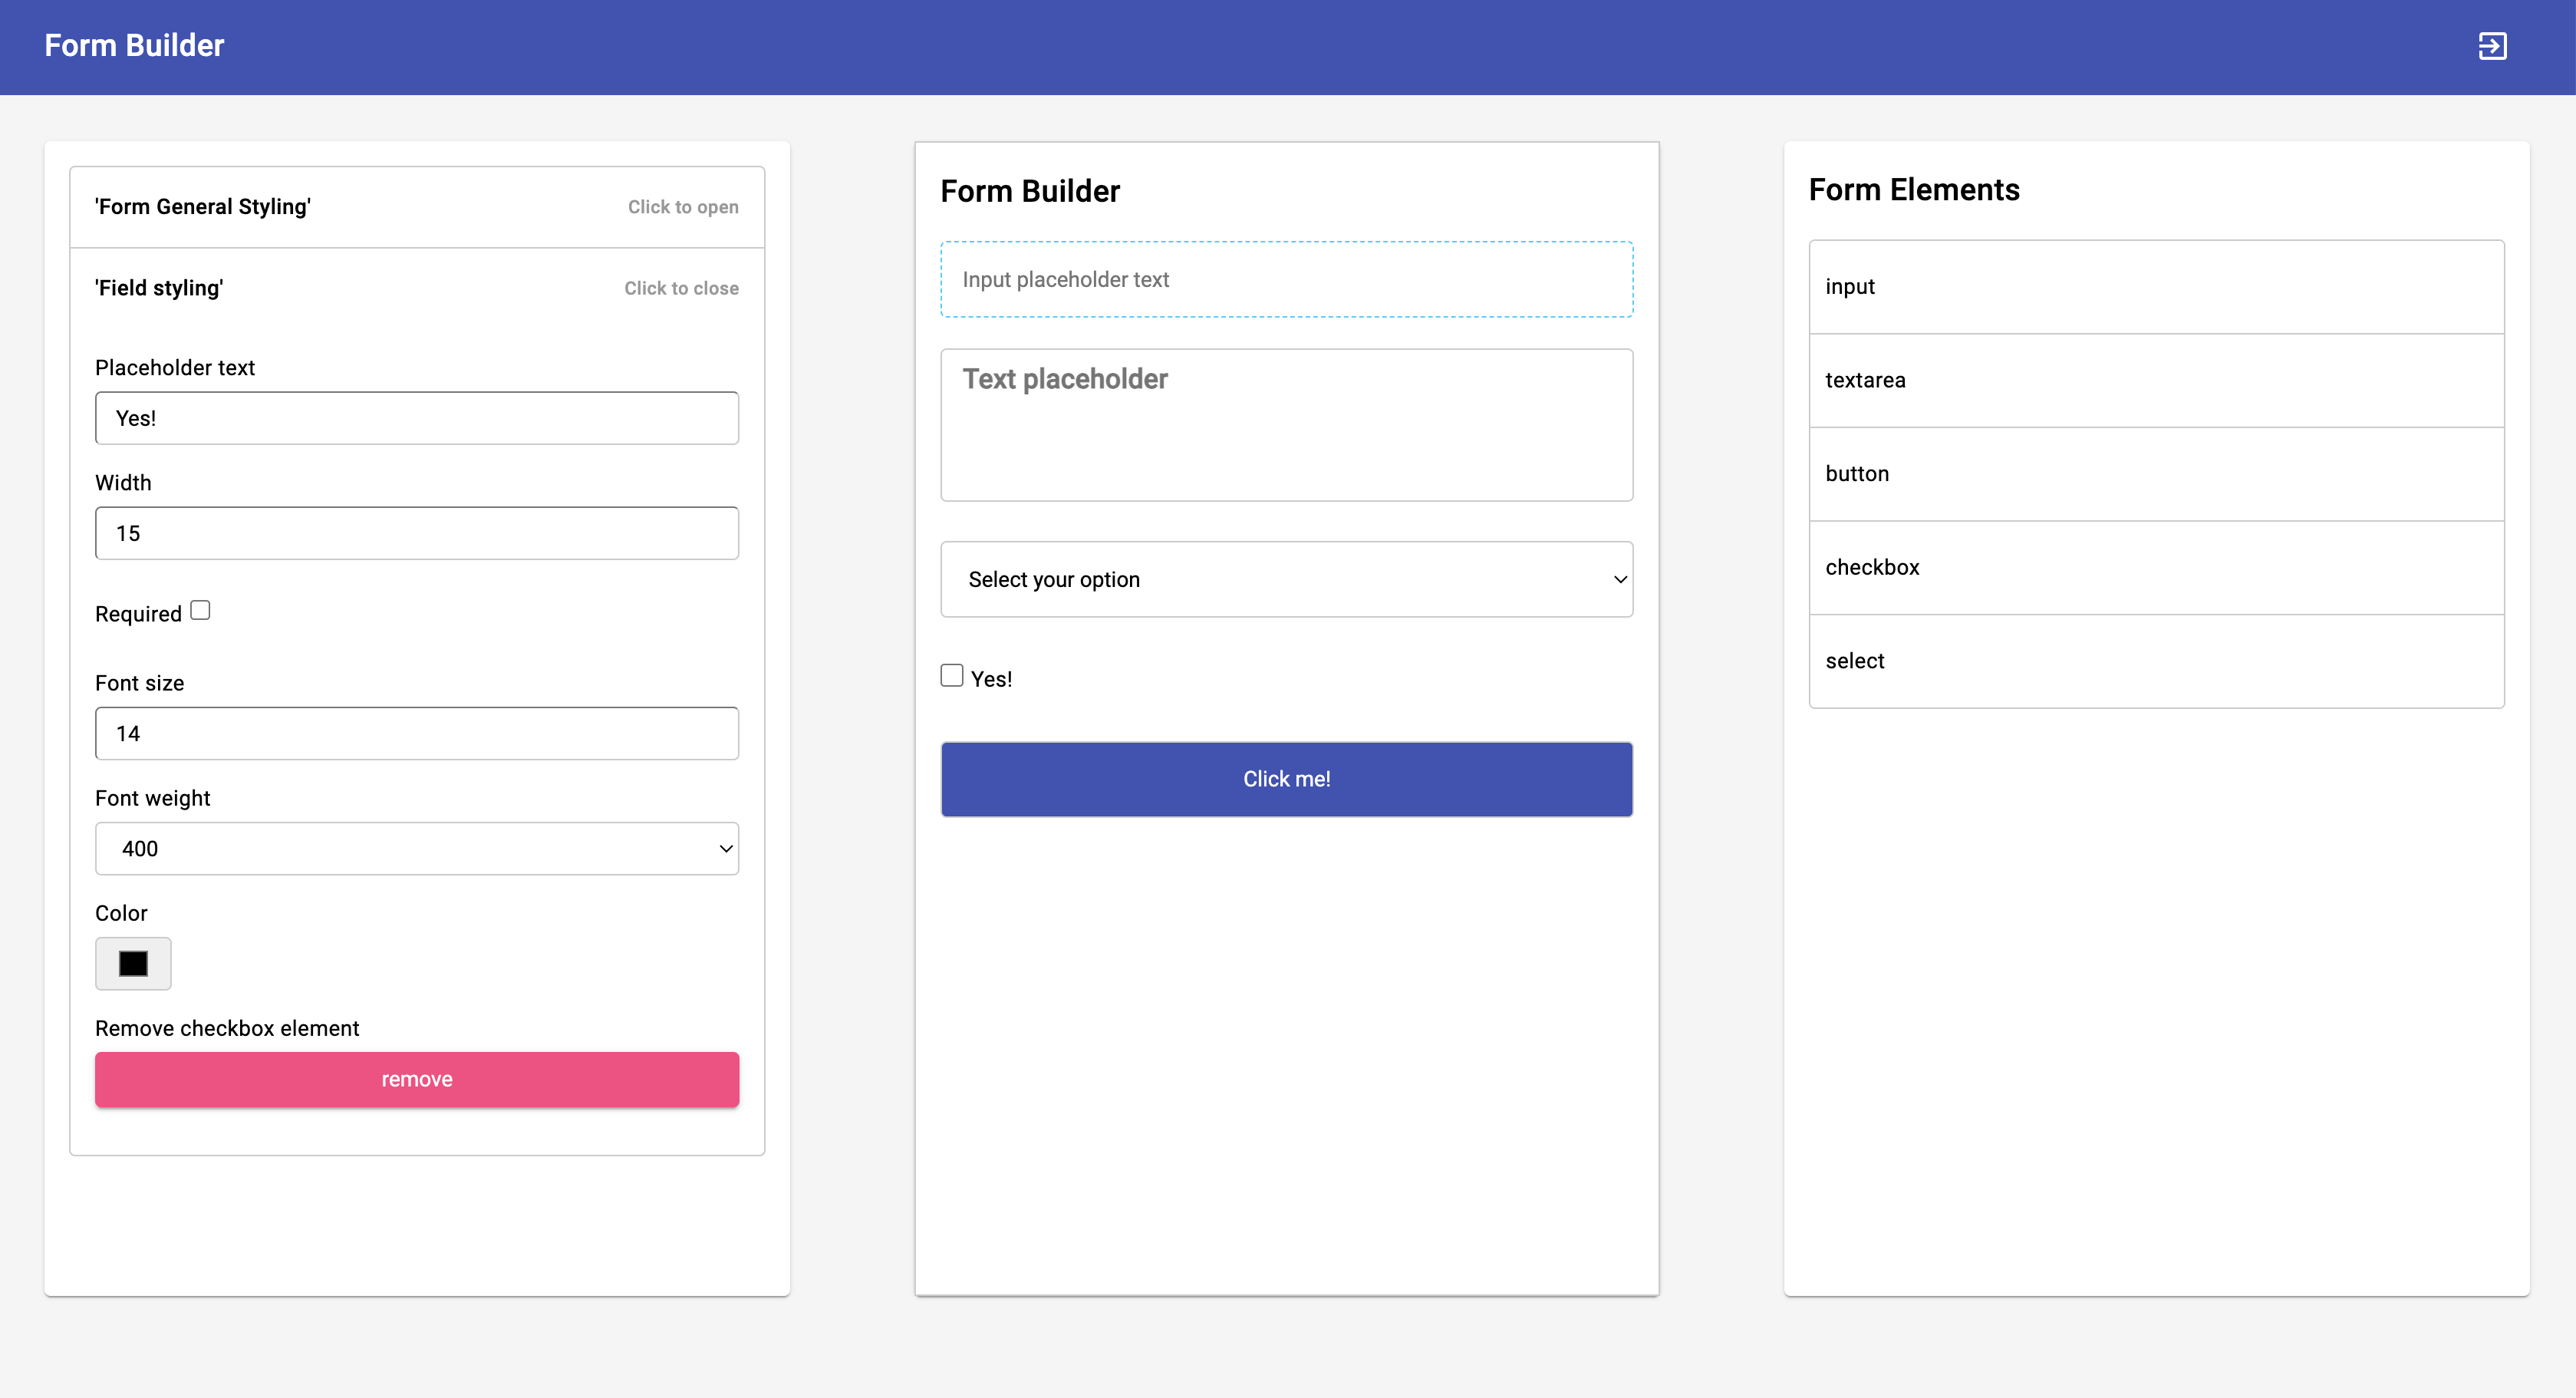 Form Builder
'Form General Styling' Click to open
'Field styling' Click to close
Placeholder text
Yes!
Width
15
Required
Font size
14
Font weight
400
Color
Remove checkbox element
remove
Form Builder
Input placeholder text
Text placeholder
Select your option
Yes!
Click me!
Form Elements
input
textarea
button
checkbox
select